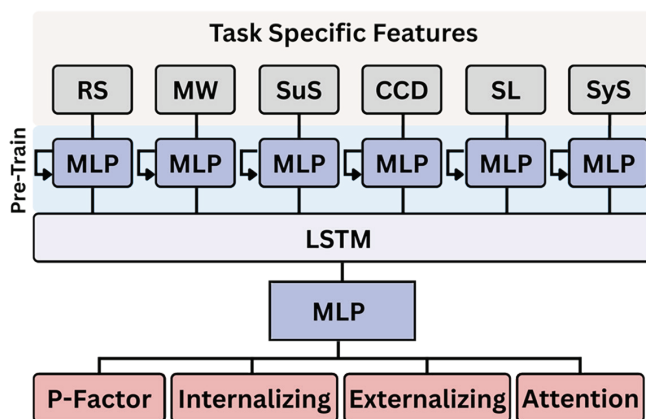 Task Specific Features
RS MW SuS CCD SL SyS
Pre-Train
MLP MLP MLP MLP MLP MLP
LSTM
MLP
P-Factor Internalizing Externalizing Attention